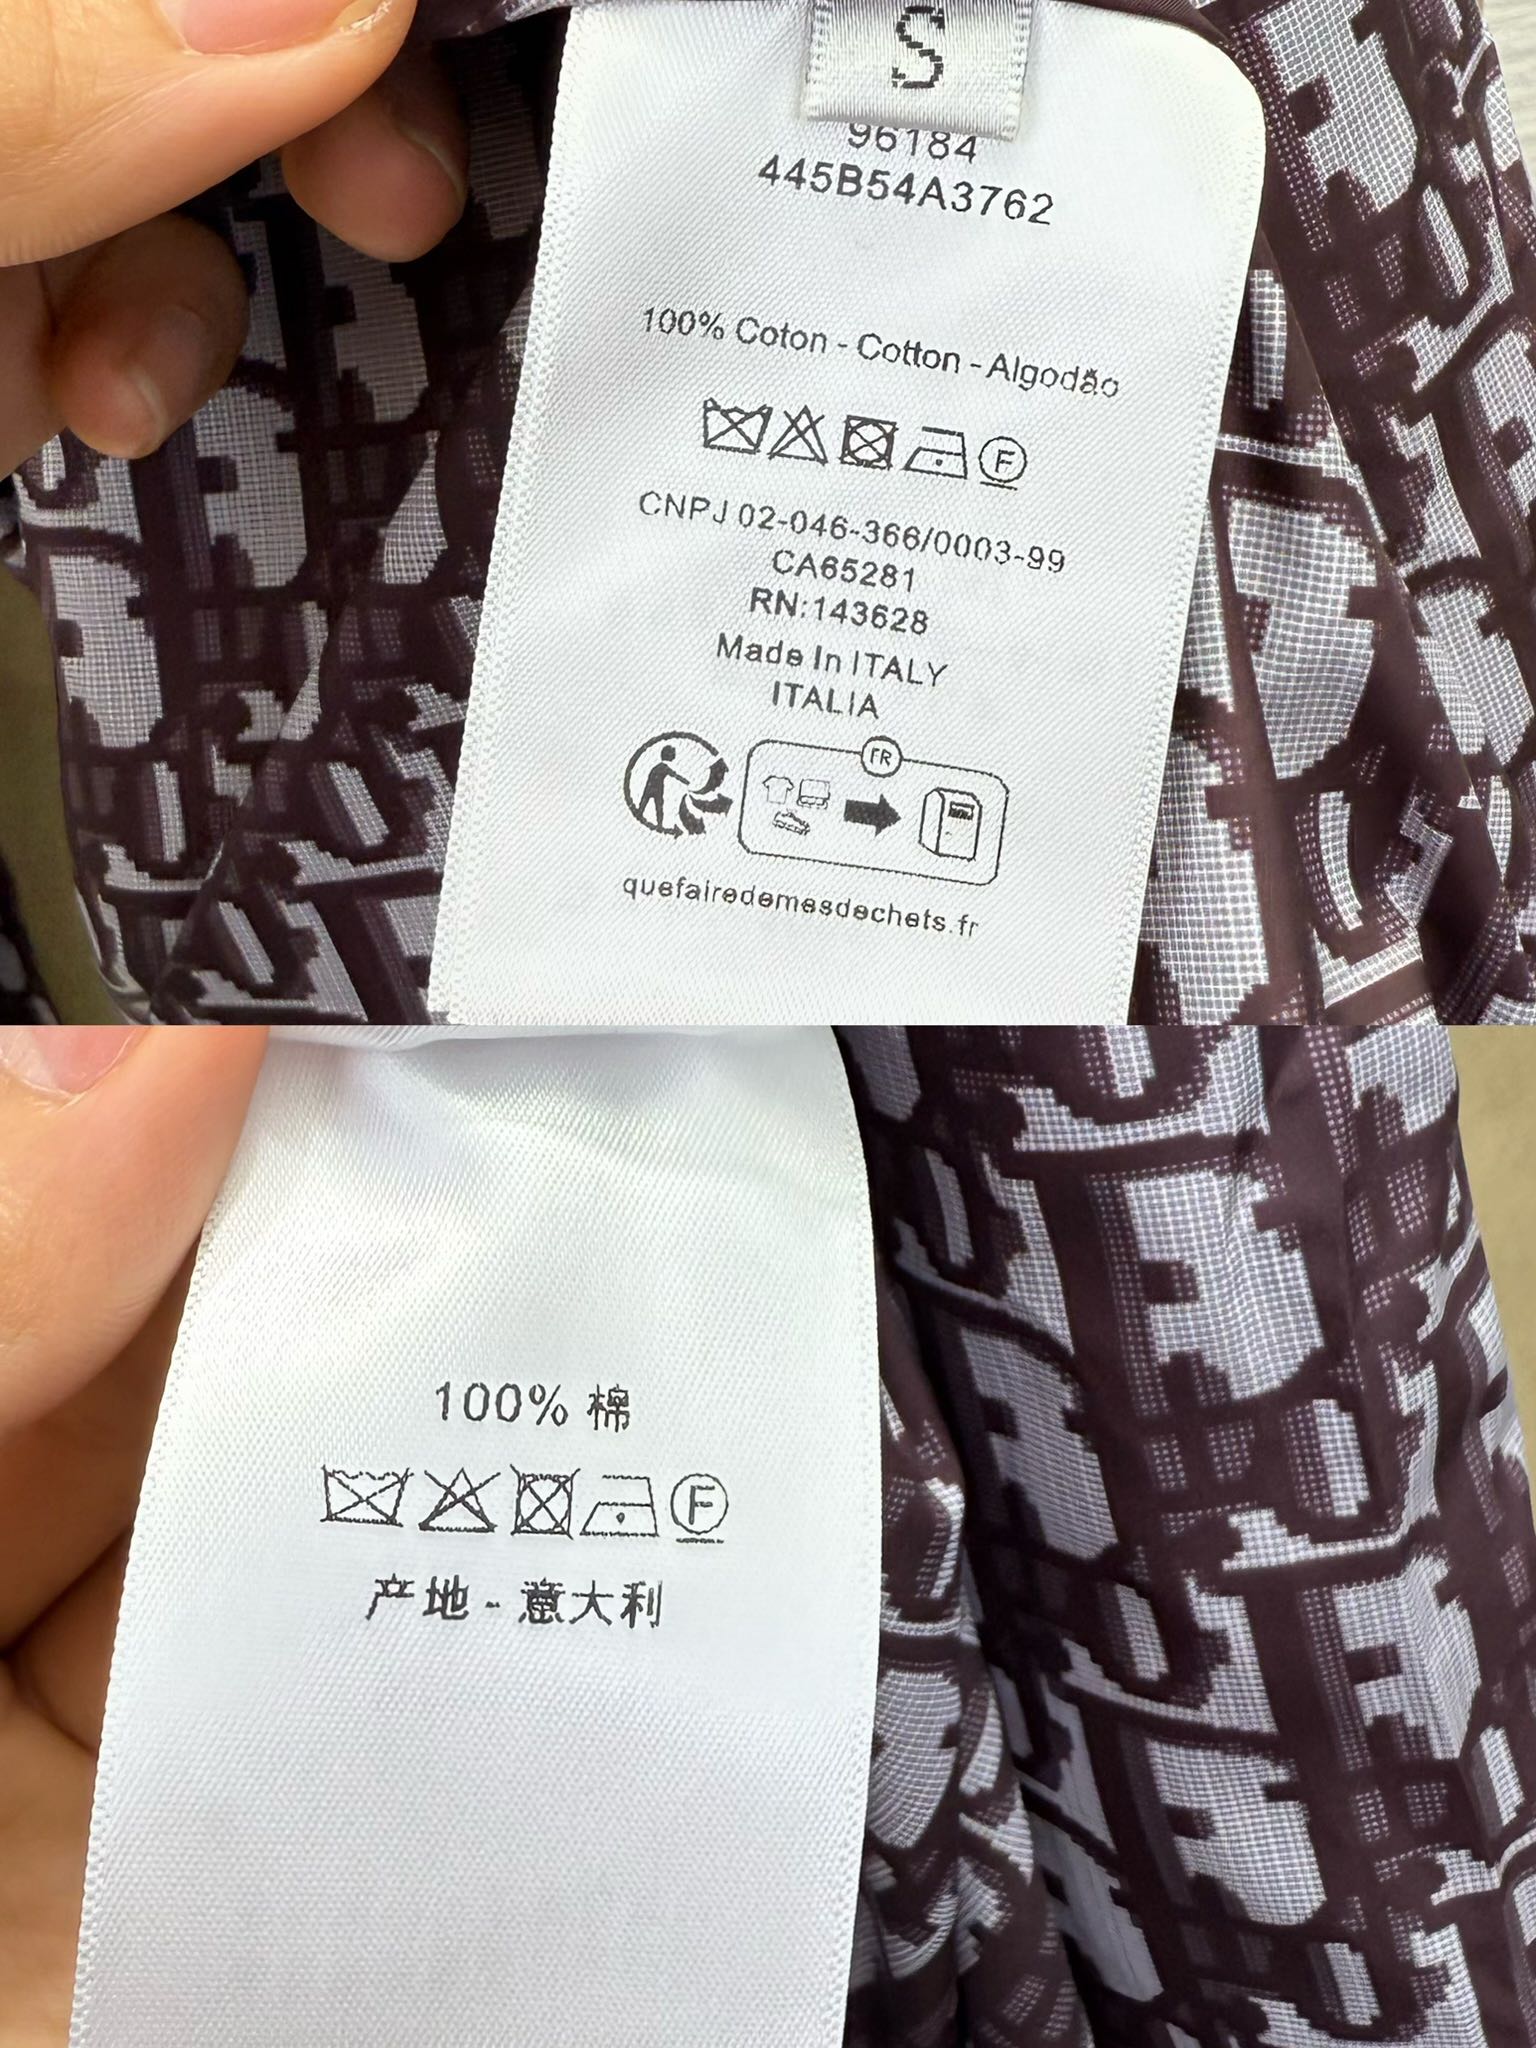 S
96184
445B54A3762
100% Coton - Cotton - Algodão
F
CNPJ 02-046-366/0003-99
CA65281
RN:143628
Made In ITALY
ITALIA
FR
quefairedemesdechets.fr
100% 棉
F
产地 - 意大利